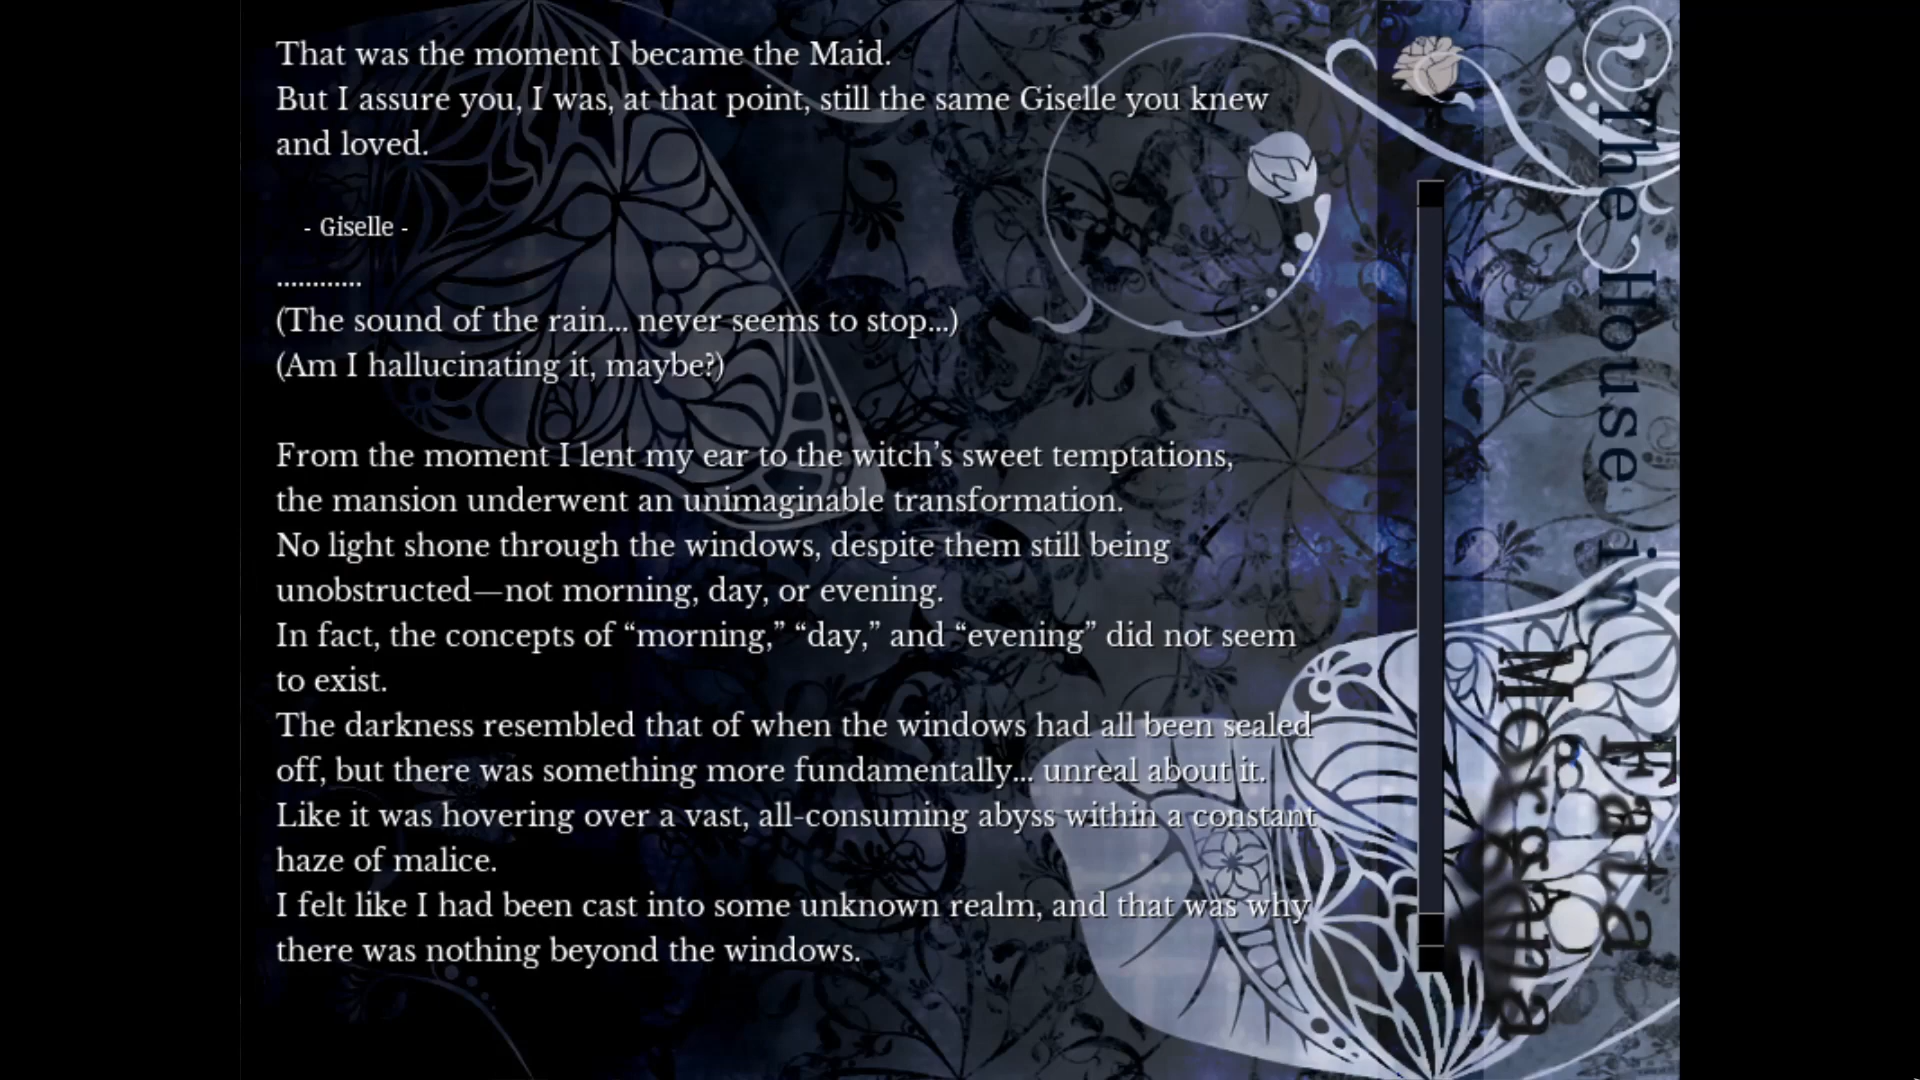 That was the moment I became the Maid.
But I assure you, I was, at that point, still the same Giselle you knew
and loved.
- Giselle -
............
(The sound of the rain... never seems to stop...)
(Am I hallucinating it, maybe?)
From the moment I lent my ear to the witch’s sweet temptations,
the mansion underwent an unimaginable transformation.
No light shone through the windows, despite them still being
unobstructed—not morning, day, or evening.
In fact, the concepts of “morning,” “day,” and “evening” did not seem
to exist.
The darkness resembled that of when the windows had all been sealed
off, but there was something more fundamentally... unreal about it.
Like it was hovering over a vast, all-consuming abyss within a constant
haze of malice.
I felt like I had been cast into some unknown realm, and that was why
there was nothing beyond the windows.
The House in
Fata
Morgana